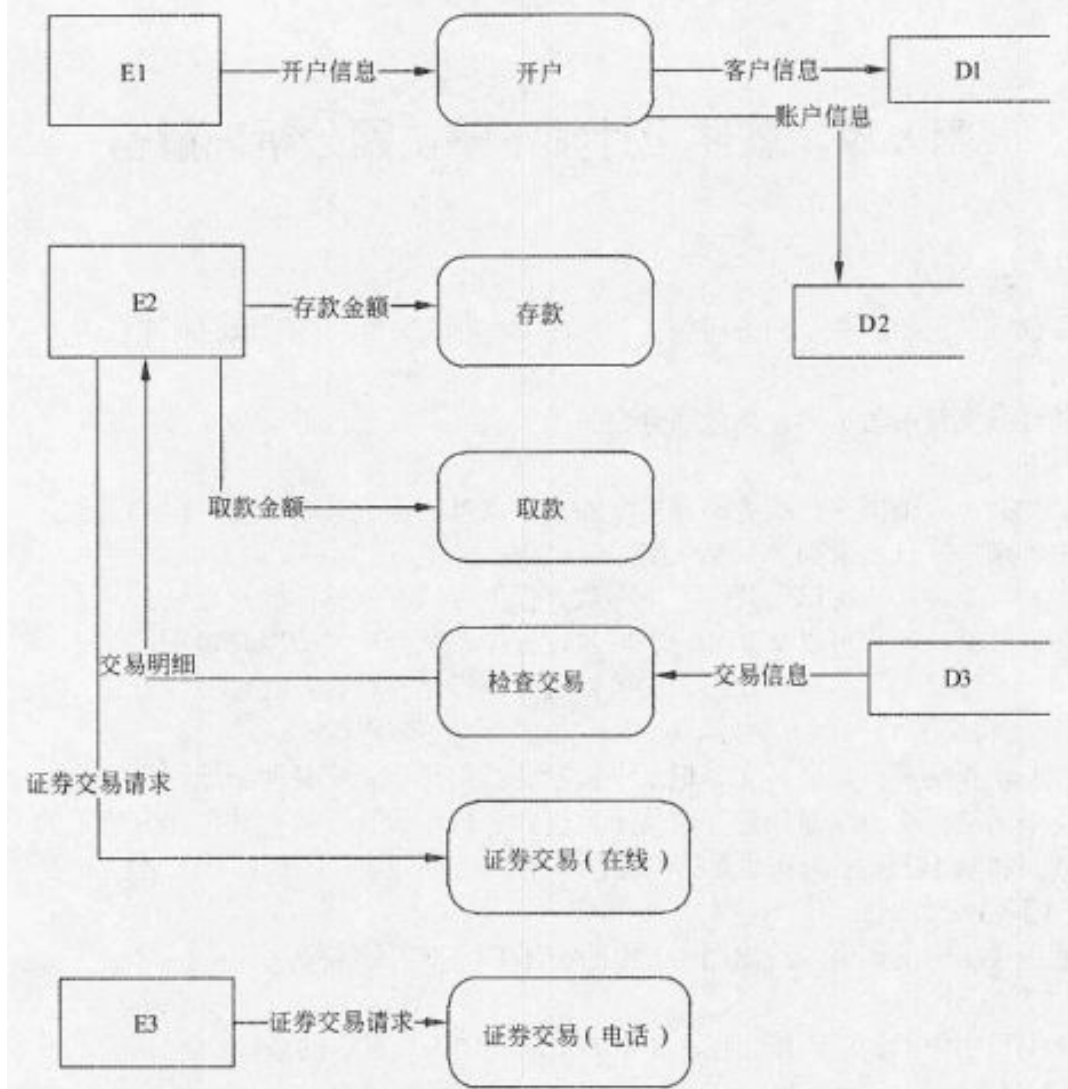 E1
开户信息
开户
客户信息
D1
账户信息
E2
存款金额
存款
D2
取款金额
取款
交易明细
检查交易
交易信息
D3
证券交易请求
证券交易(在线)
E3
证券交易请求
证券交易(电话)